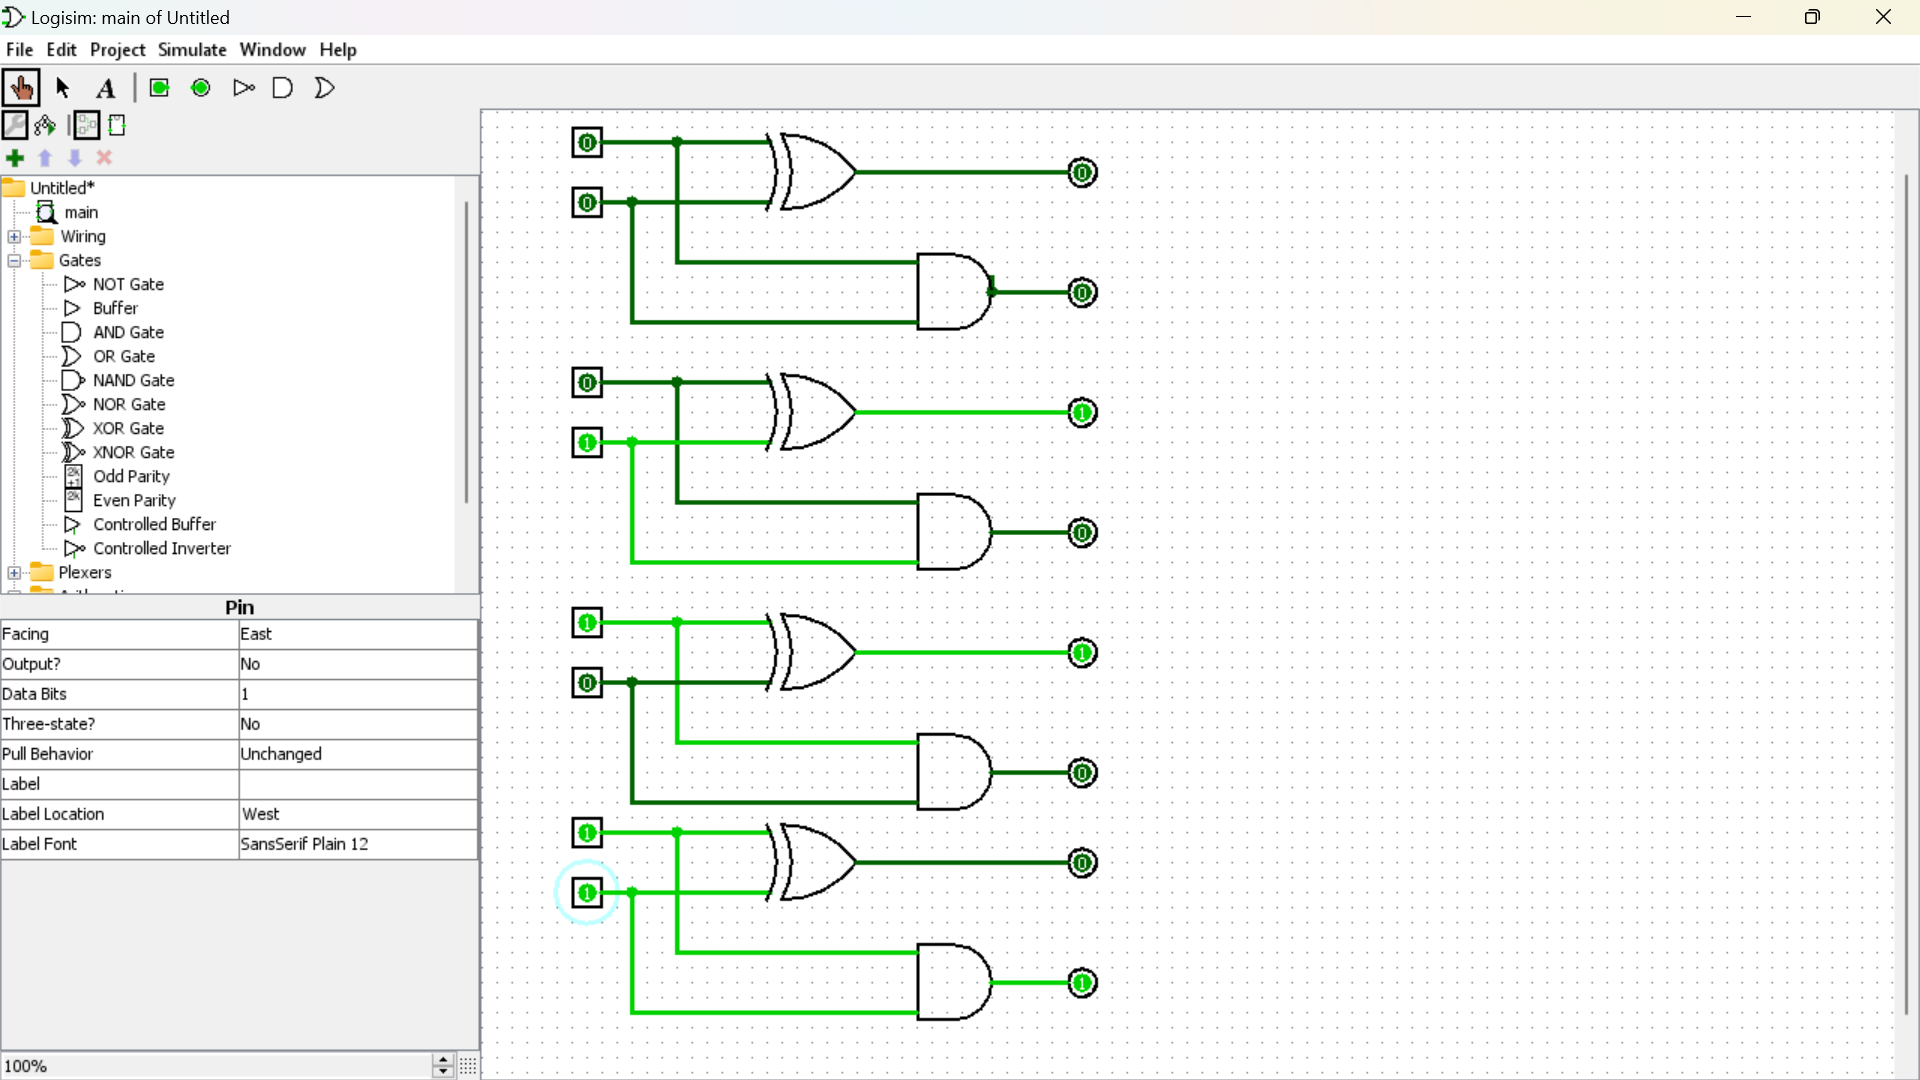 Logisim: main of Untitled
File Edit Project Simulate Window Help
A
Untitled*
main
Wiring
Gates
NOT Gate
Buffer
AND Gate
OR Gate
NAND Gate
NOR Gate
XOR Gate
XNOR Gate
2k+1 Odd Parity
2k Even Parity
Controlled Buffer
Controlled Inverter
Plexers
Pin
Facing East
Output? No
Data Bits 1
Three-state? No
Pull Behavior Unchanged
Label
Label Location West
Label Font SansSerif Plain 12
100%
0
0
0
0
0
1
1
0
1
1
0
0
1
0
1
1